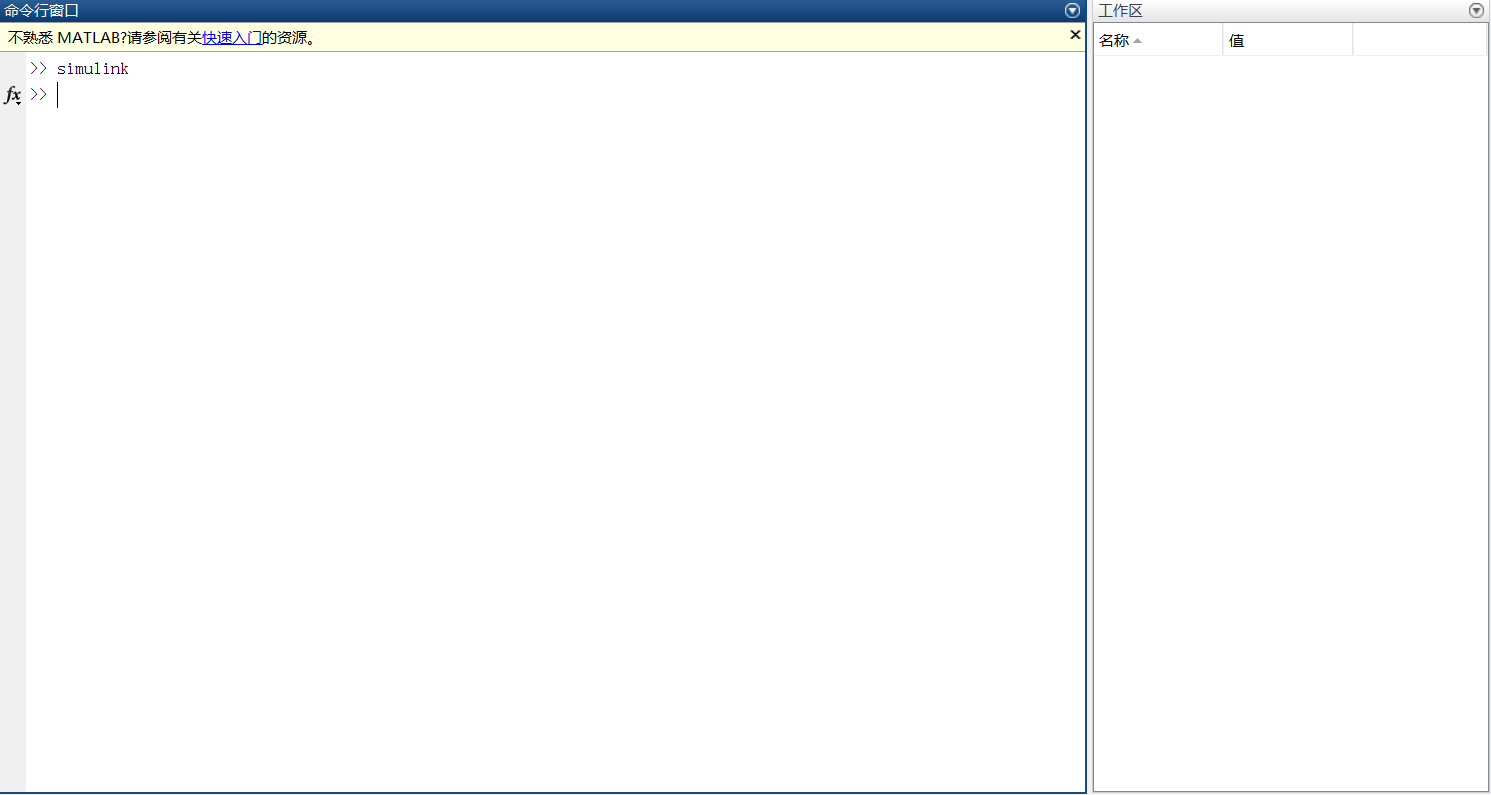 命令行窗口
不熟悉 MATLAB?请参阅有关快速入门的资源。
>> simulink
fx >>
工作区
名称 值